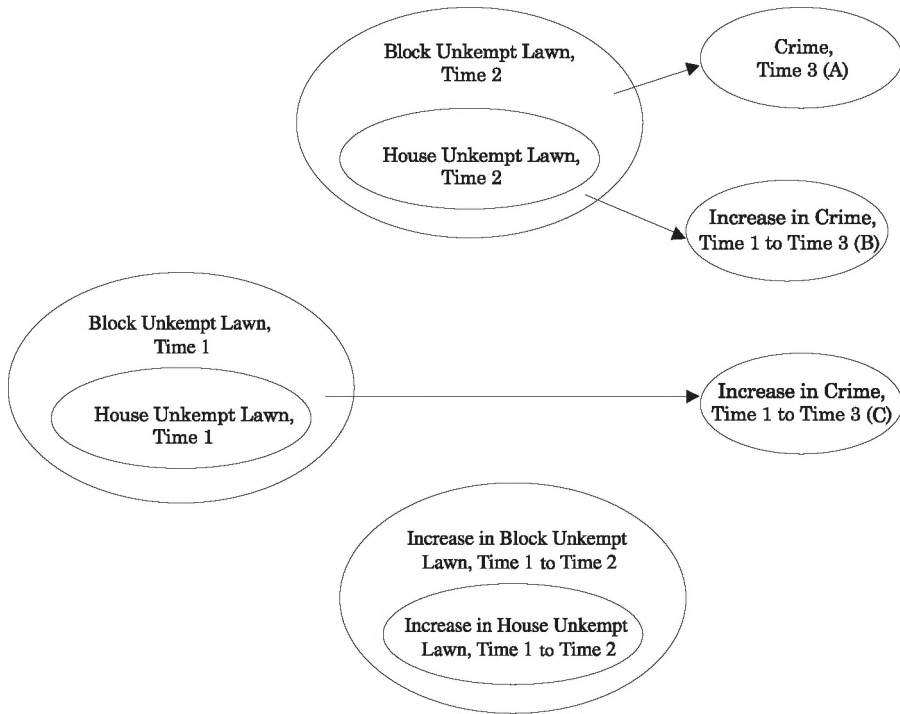 Block Unkempt Lawn,
Time 2
House Unkempt Lawn,
Time 2
Crime,
Time 3 (A)
Increase in Crime,
Time 1 to Time 3 (B)
Block Unkempt Lawn,
Time 1
House Unkempt Lawn,
Time 1
Increase in Crime,
Time 1 to Time 3 (C)
Increase in Block Unkempt
Lawn, Time 1 to Time 2
Increase in House Unkempt
Lawn, Time 1 to Time 2